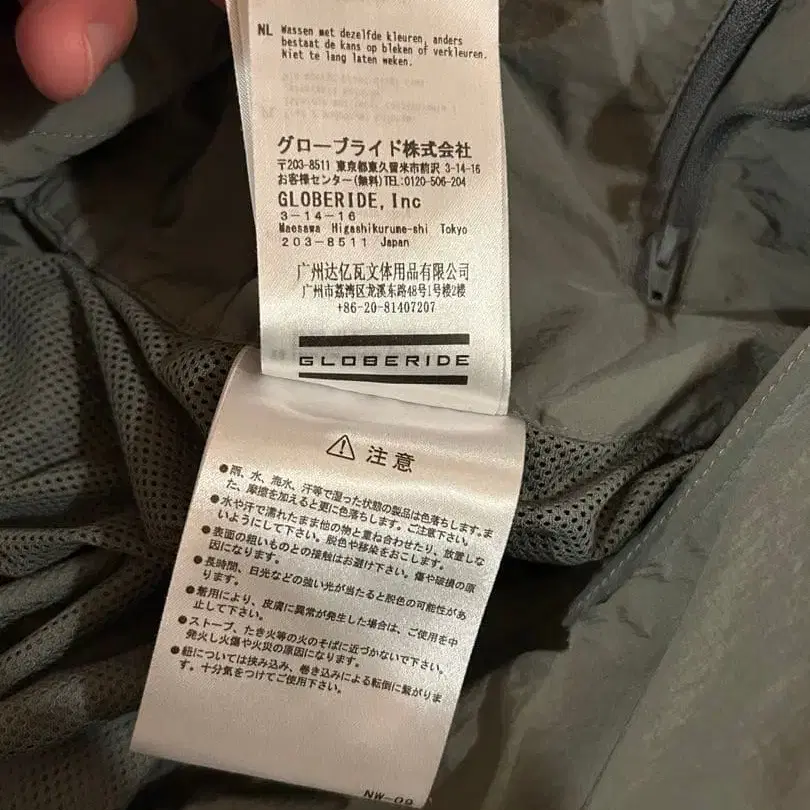 NL Wassen met dezelfde kleuren, anders
bestaat de kans op bleken of verkleuren.
Niet te lang laten weken.
グローブライド株式会社
〒203-8511 東京都東久留米市前沢 3-14-16
お客様センター(無料)TEL:0120-506-204
GLOBERIDE, Inc
3-14-16
Maesawa Higashikurume-shi Tokyo
203-8511 Japan
广州达亿瓦文体用品有限公司
广州市荔湾区龙溪东路48号1号楼2楼
+86-20-81407207
GLOBERIDE
⚠ 注意
●雨、水、海水、汗等で湿った状態の製品は色落ちします。ま
た、摩擦を加えると更に色落ちします。ご注意下さい。
●水や汗で濡れたまま他の物と重ね合わせたり、放置しな
いようにして下さい。脱色や移染をおこします。
●表面の粗いものとの接触はお避け下さい。傷や破損の原
因になります。
●長時間、日光などの強い光が当たると脱色の可能性があ
ります。
●着用により、皮膚に異常が発生した場合は、ご使用を中
止して下さい。
●ストーブ、たき火等の火のそばに近づかないで下さい。
発火し火傷や火災の原因になります。
●紐については挟み込み、巻き込みによる転倒に繋がりま
す。十分気をつけてご使用下さい。
NW-09